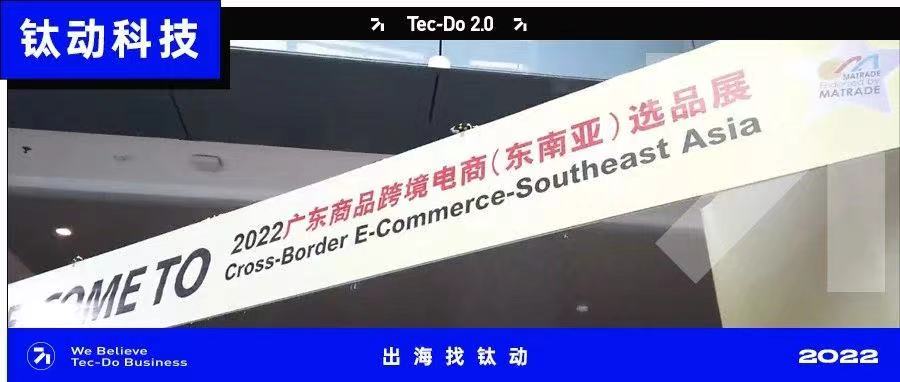 钛动科技
Tec-Do 2.0
MATRADE
Endorsed by
MATRADE
2022广东商品跨境电商(东南亚)选品展
COME TO
Cross-Border E-Commerce-Southeast Asia
We Believe
Tec-Do Business
出海找钛动
2022